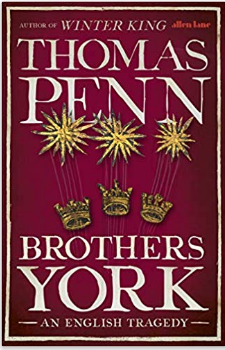 AUTHOR OF WINTER KING allen lane
THOMAS
PENN
BROTHERS
YORK
AN ENGLISH TRAGEDY